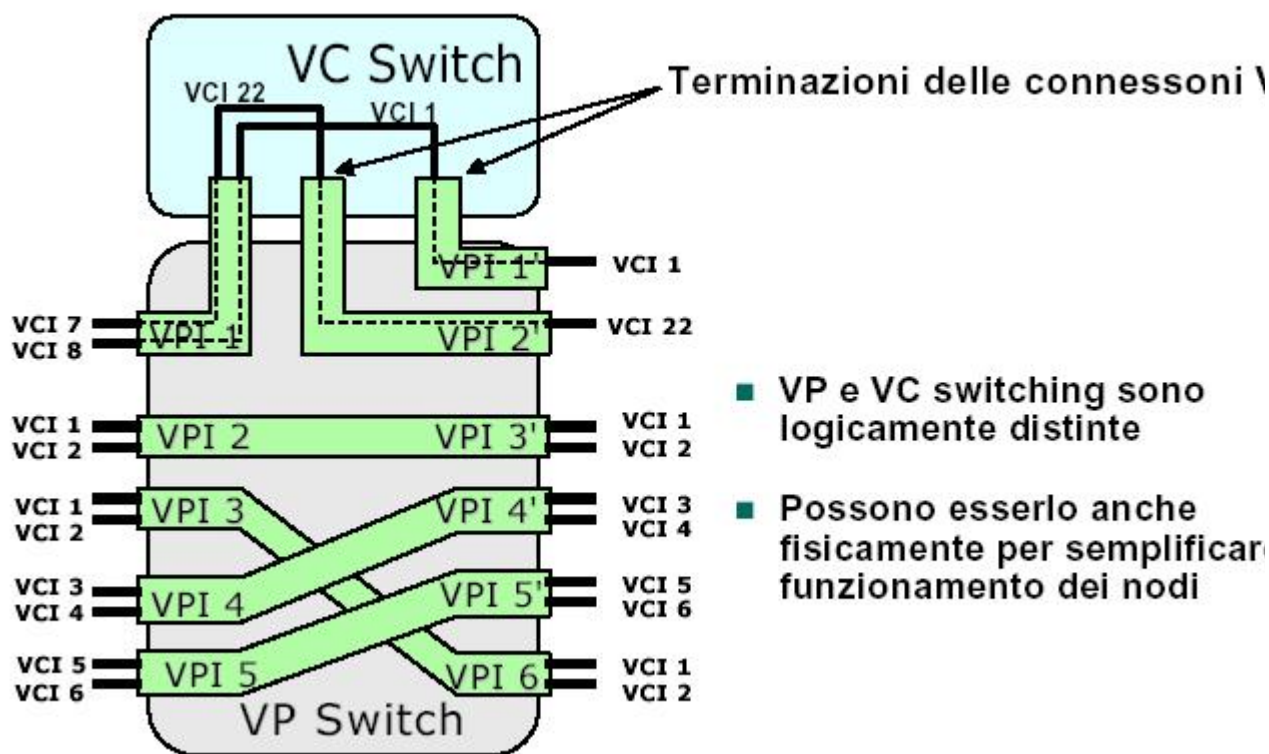 VC Switch
VCI 22
VCI 1
Terminazioni delle connessoni
VPI 1'
VCI 1
VCI 7
VCI 8
VPI 1
VPI 2'
VCI 22
VCI 1
VCI 2
VPI 2
VPI 3'
VCI 1
VCI 2
VCI 1
VCI 2
VPI 3
VPI 4'
VCI 3
VCI 4
VCI 3
VCI 4
VPI 4
VPI 5'
VCI 5
VCI 6
VCI 5
VCI 6
VPI 5
VPI 6
VCI 1
VCI 2
VP Switch
VP e VC switching sono
logicamente distinte
Possono esserlo anche
fisicamente per semplificare
funzionamento dei nodi